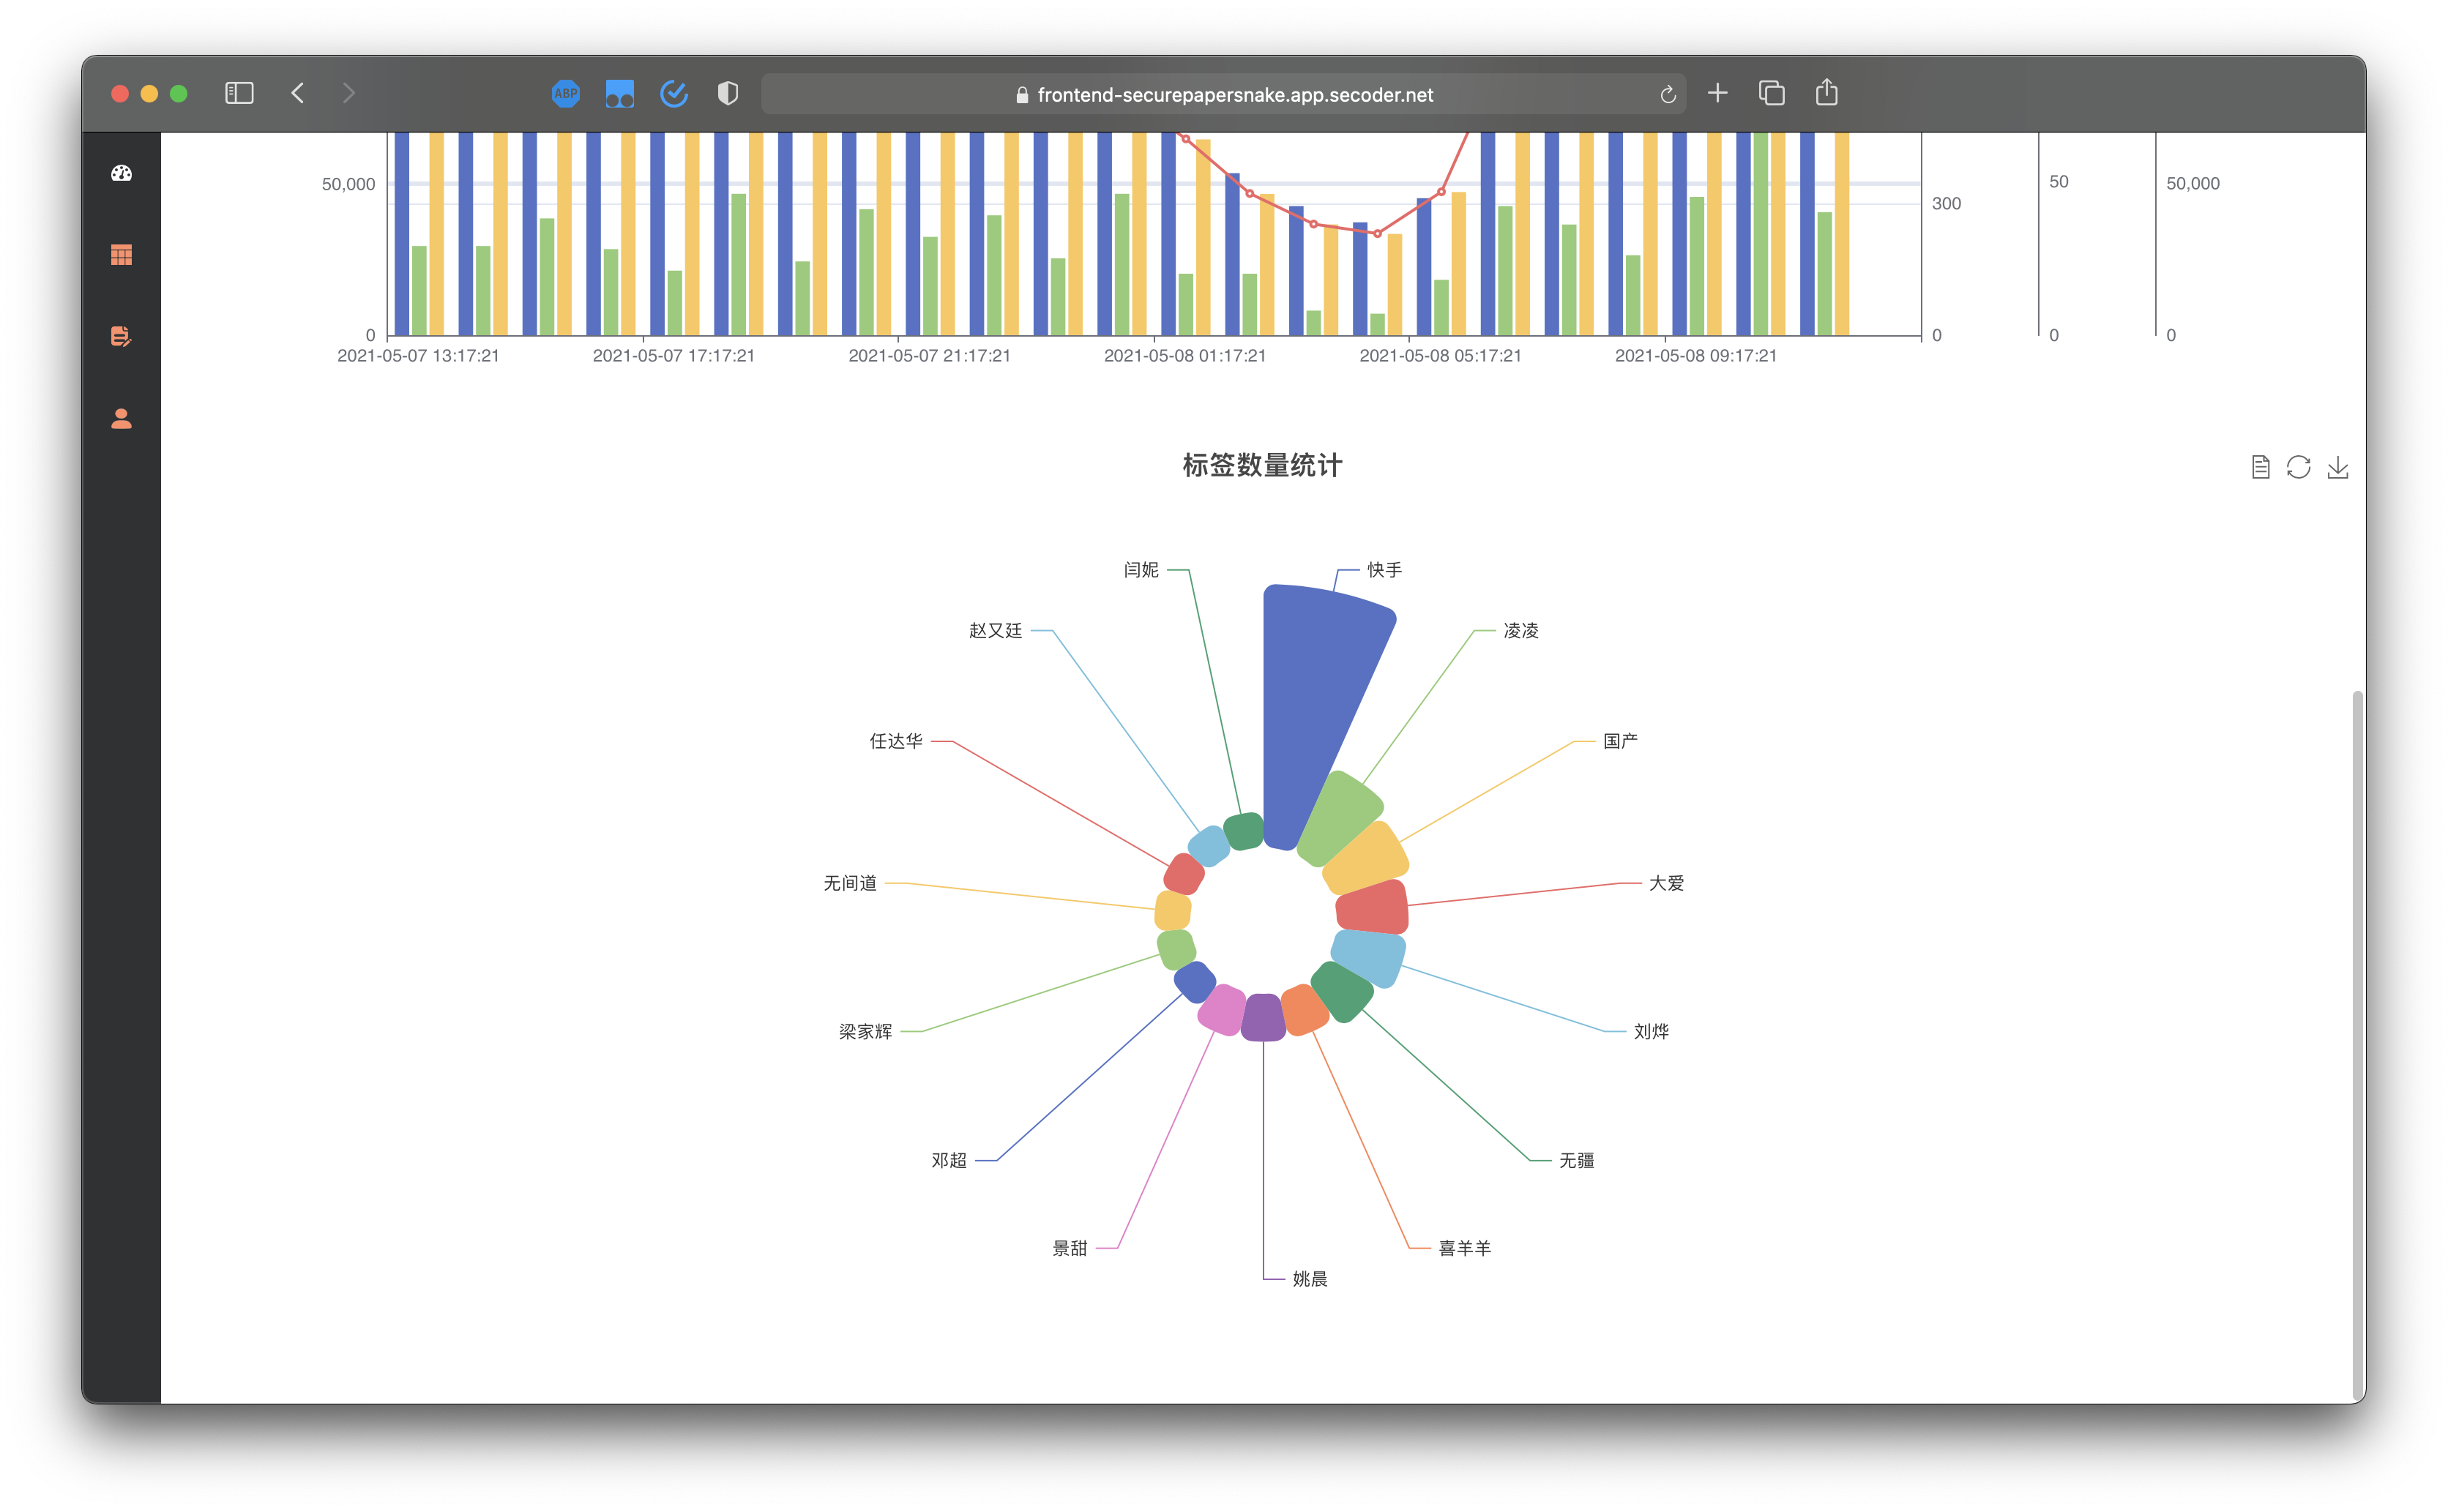 ABP
frontend-securepapersnake.app.secoder.net
50,000
0
300
0
50
0
50,000
0
2021-05-07 13:17:21
2021-05-07 17:17:21
2021-05-07 21:17:21
2021-05-08 01:17:21
2021-05-08 05:17:21
2021-05-08 09:17:21
标签数量统计
闫妮
快手
赵又廷
凌凌
任达华
国产
无间道
大爱
梁家辉
刘烨
邓超
无疆
景甜
喜羊羊
姚晨